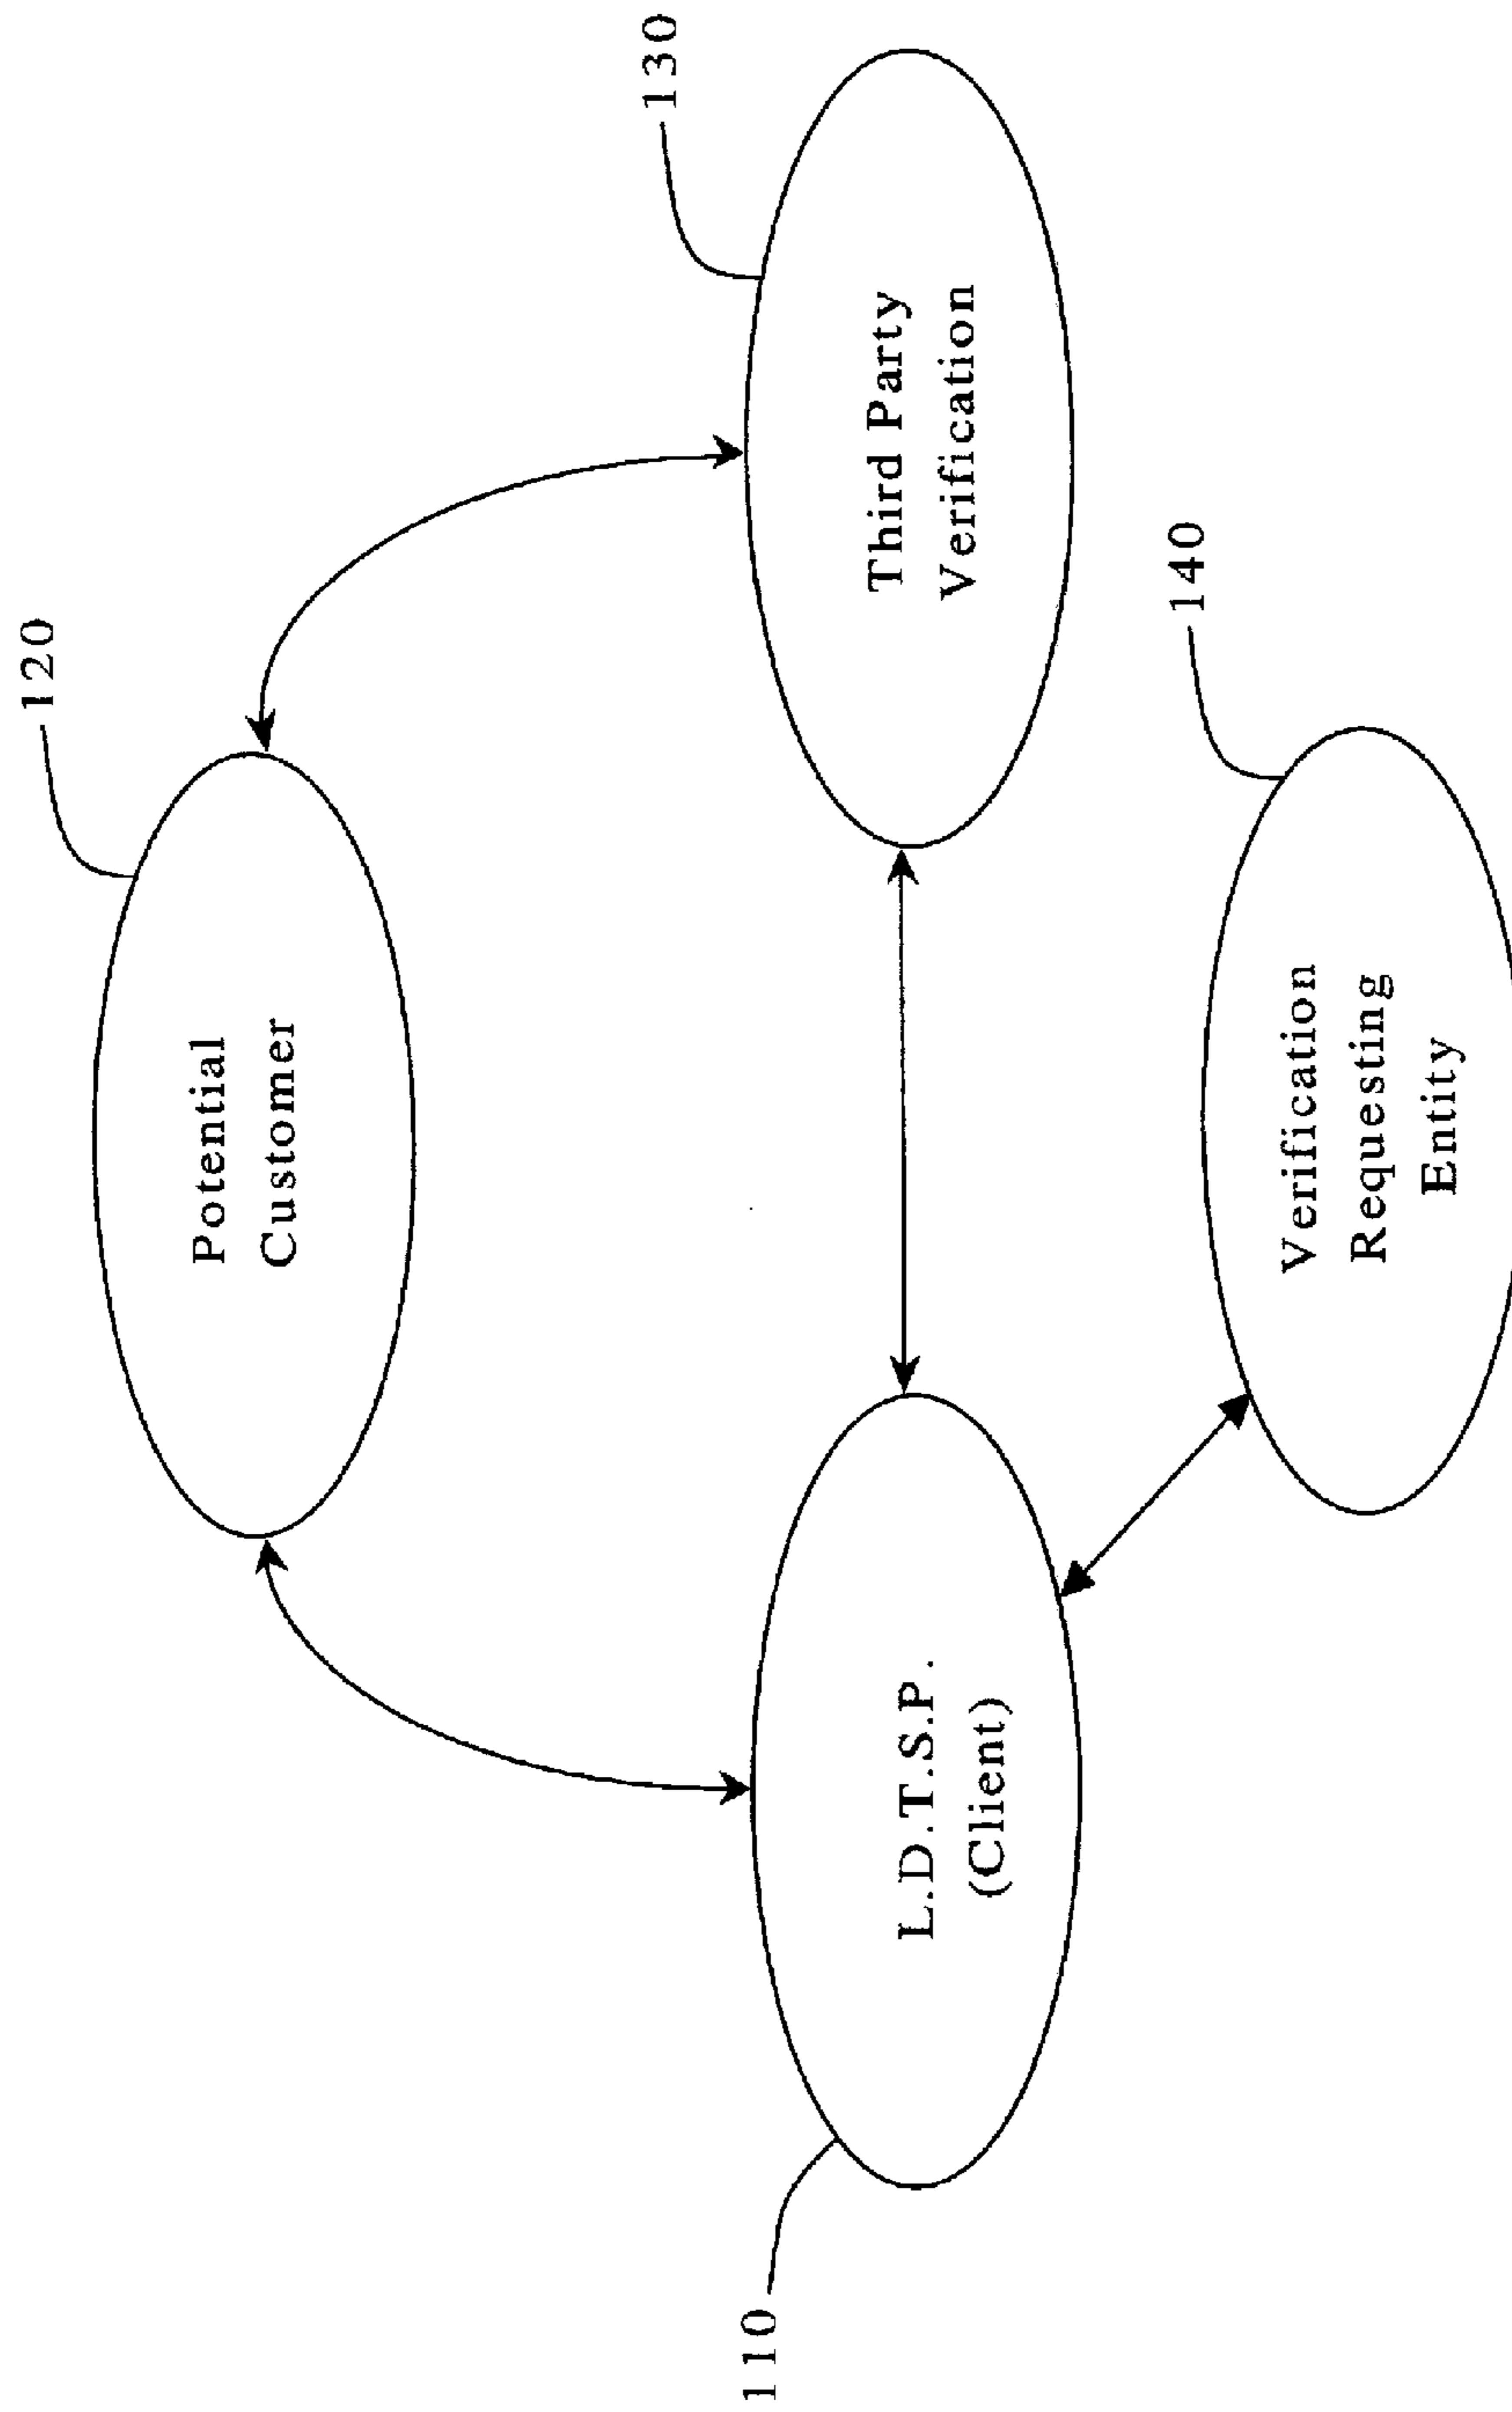 120
Potential
Customer
130
Third Party
Verification
110
L.D.T.S.P.
(Client)
140
Verification
Requesting
Entity